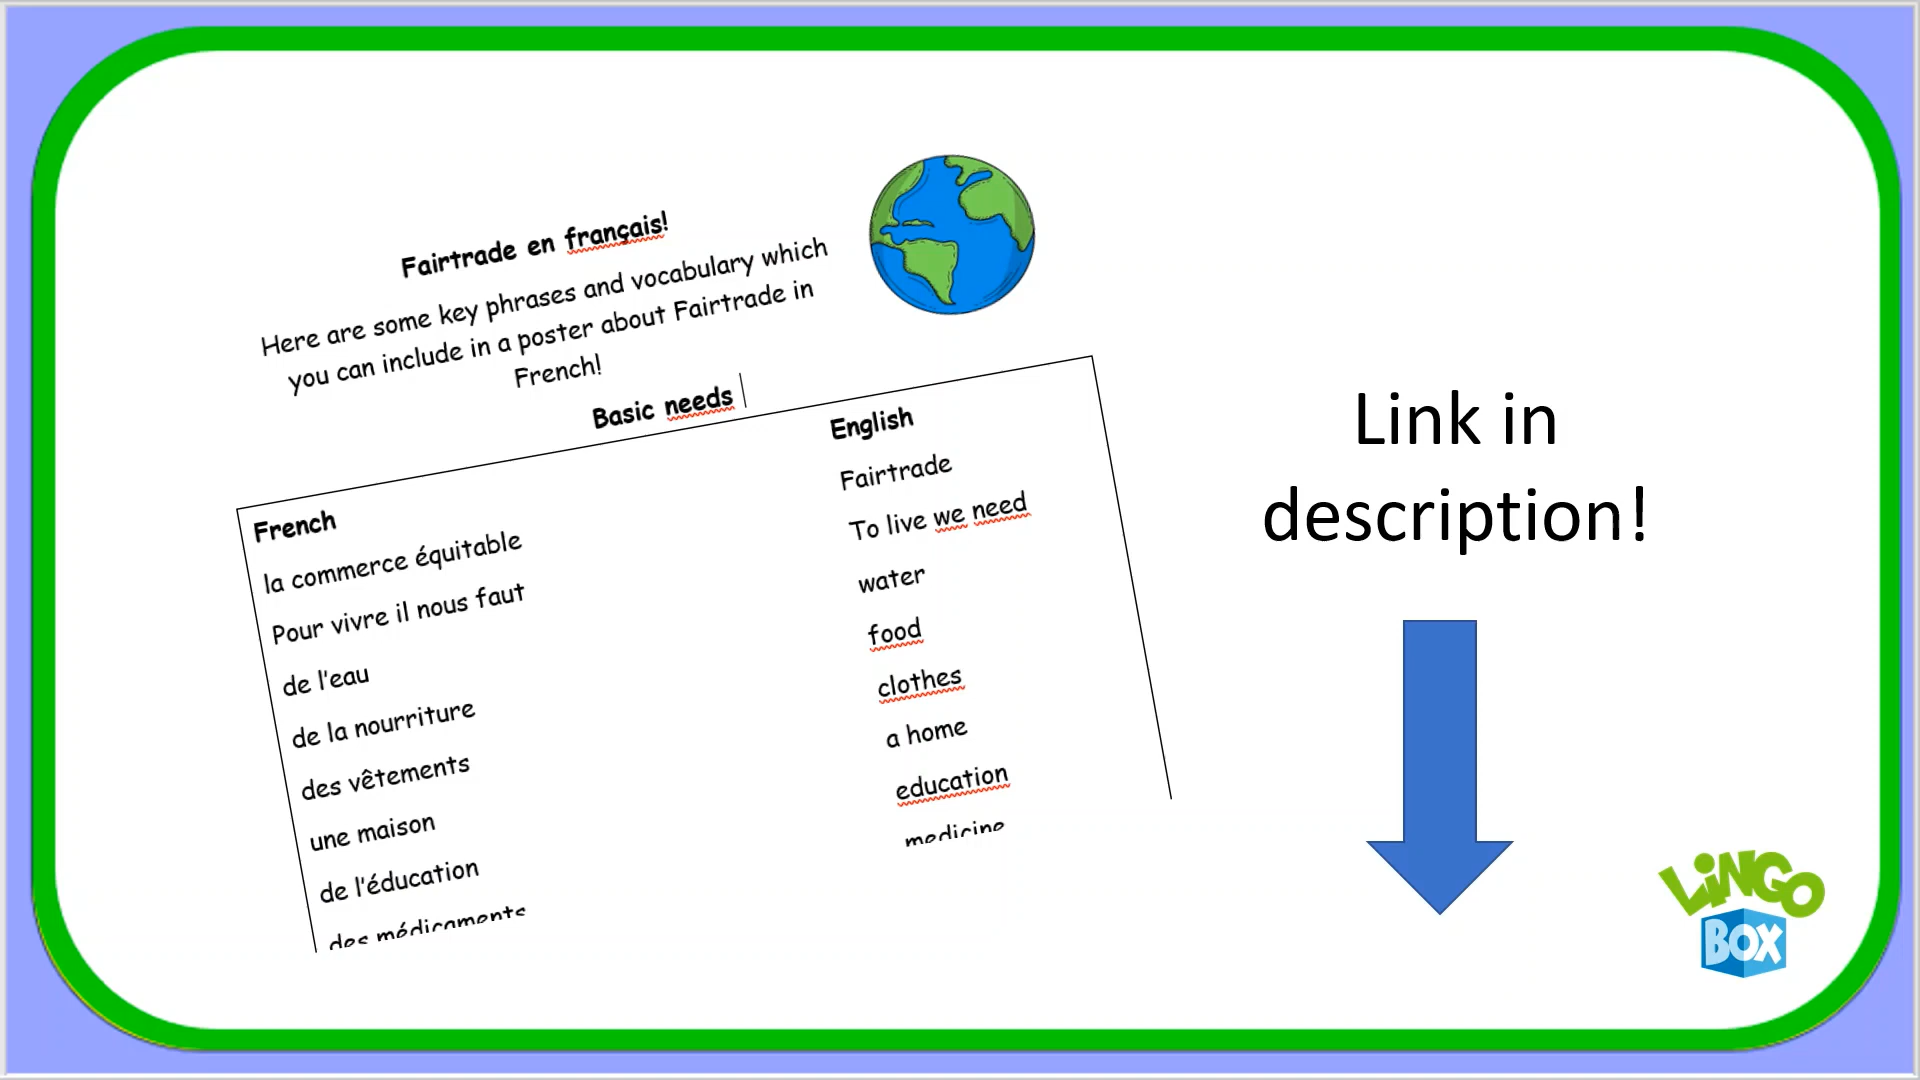 Fairtrade en français!
Here are some key phrases and vocabulary which
you can include in a poster about Fairtrade in
French!
Basic needs
French English
la commerce équitable Fairtrade
Pour vivre il nous faut To live we need
de l'eau water
de la nourriture food
des vêtements clothes
une maison a home
de l'éducation education
des médicaments medicine
Link in
description!
LiNGO
BOX